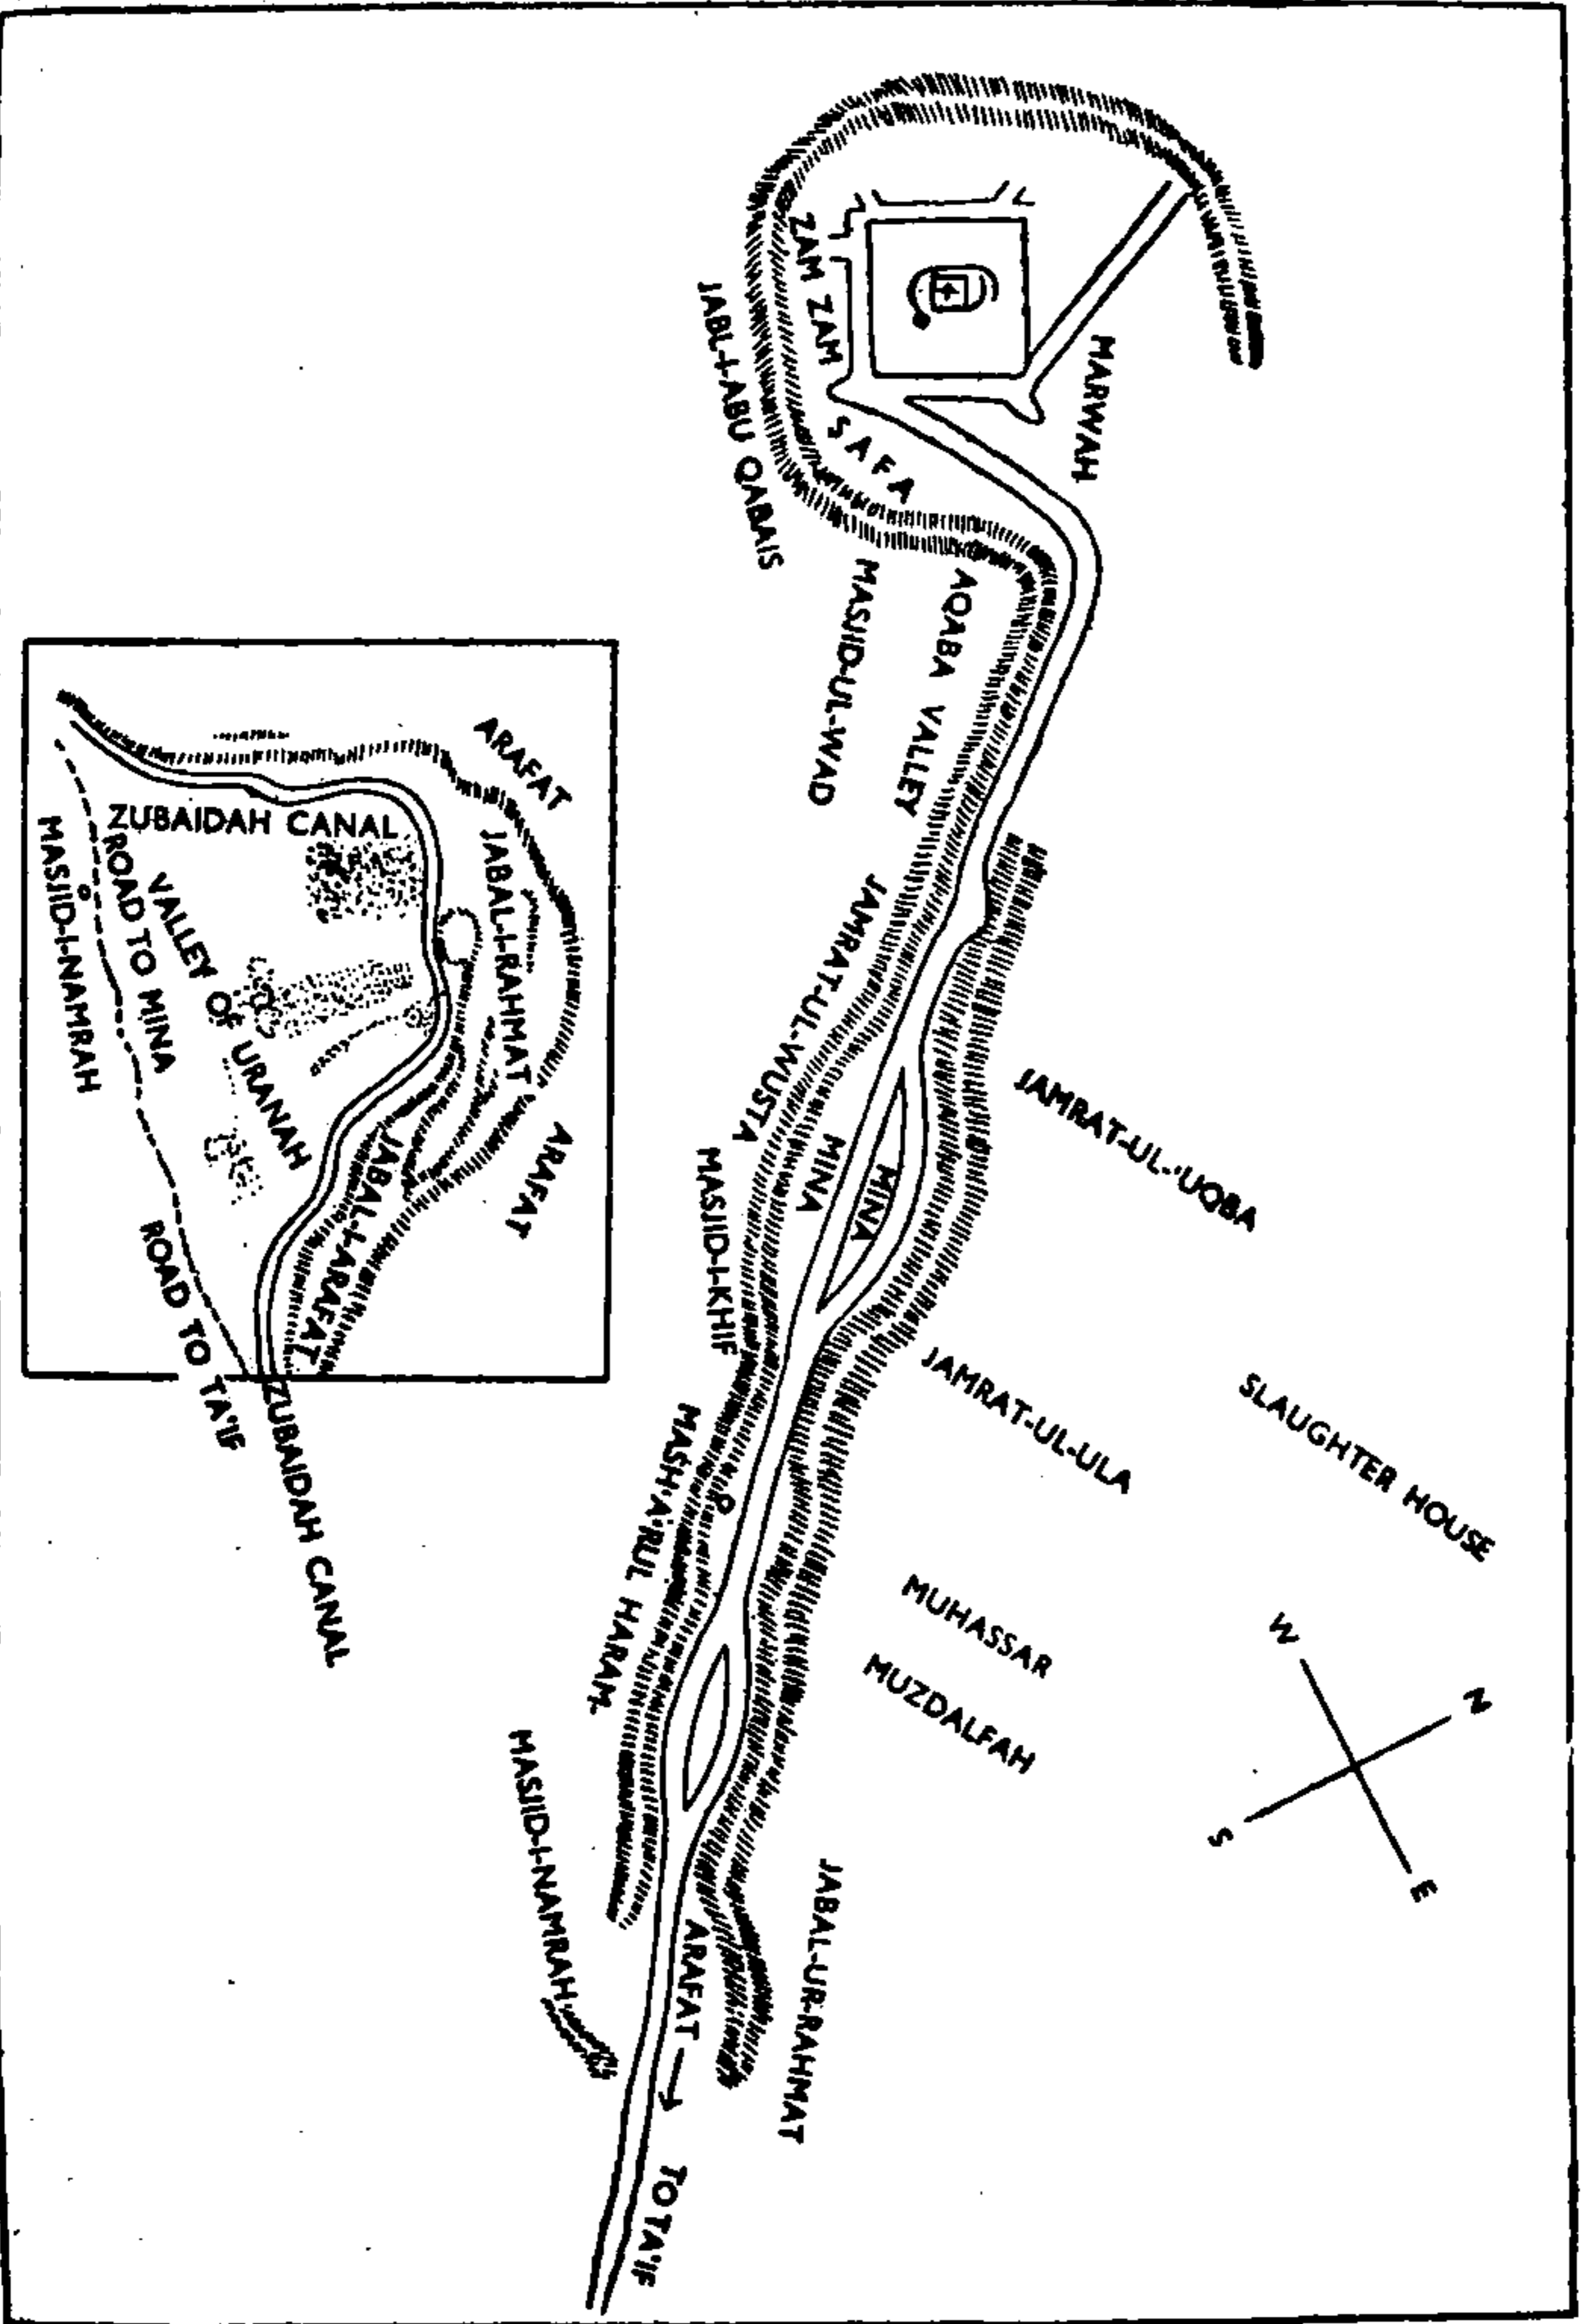 ZAM ZAM
JABL-I-ABU QABAIS
MARWAH
SAFA
MASJID-UL-WAD
AQABA VALLEY
JAMRAT-UL-WUSTA
MINA
MINA
JAMRAT-UL-'UQBA
MASJID-I-KHIF
JAMRAT-UL-ULA
SLAUGHTER HOUSE
MASH'A'RUL HARAM
MUHASSAR
MUZDALFAH
W
N
S
E
MASJID-I-NAMRAH
ARAFAT
JABAL-UR-RAHMAT
TO TA'IF
ARAFAT
ZUBAIDAH CANAL
JABAL-I-RAHMAT
ROAD TO MINA
MASJID-I-NAMRAH
VALLEY OF URANAH
ARAFAT
JABAL-I-ARAFAT
ROAD TO TA'IF
ZUBAIDAH CANAL